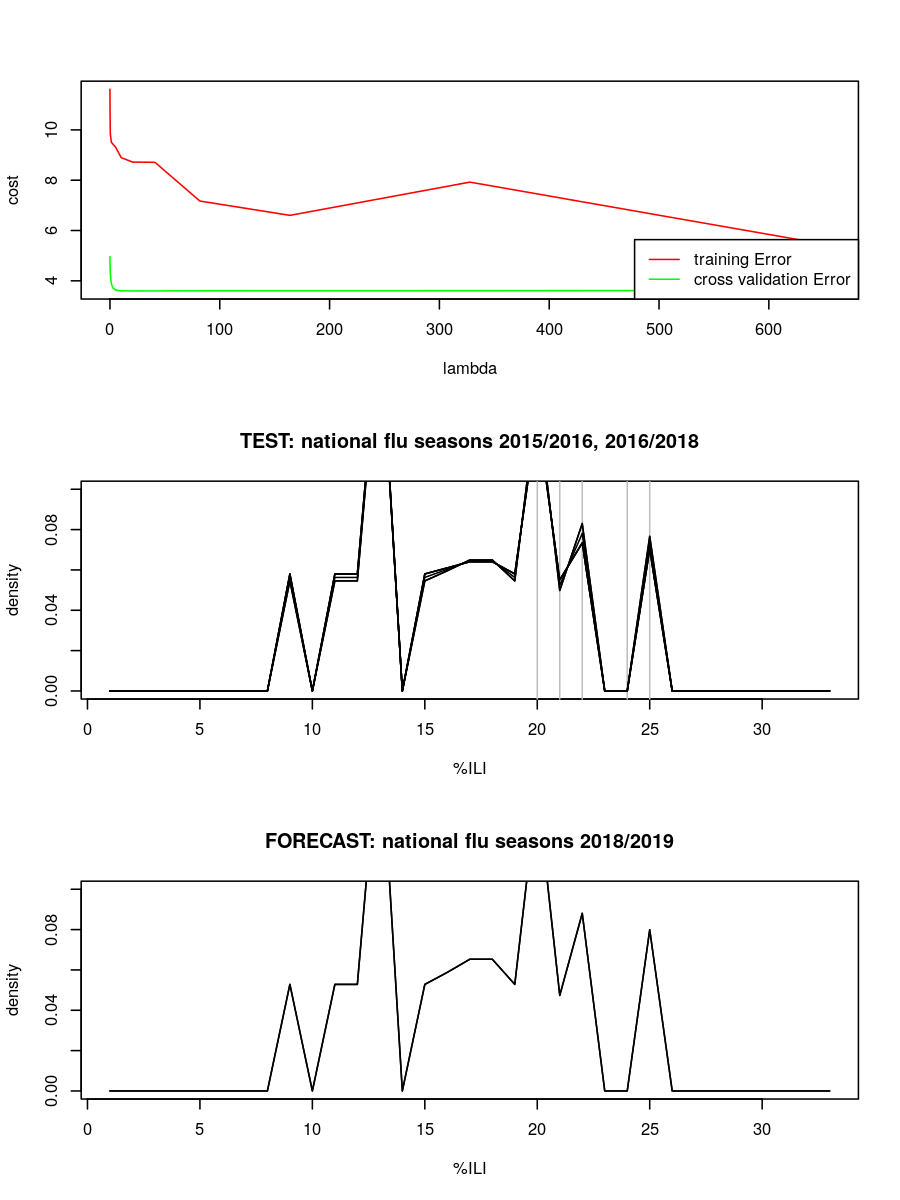 cost
4
6
8
10
training Error
cross validation Error
0 100 200 300 400 500 600
lambda
TEST: national flu seasons 2015/2016, 2016/2018
density
0.00 0.04 0.08
0 5 10 15 20 25 30
%ILI
FORECAST: national flu seasons 2018/2019
density
0.00 0.04 0.08
0 5 10 15 20 25 30
%ILI